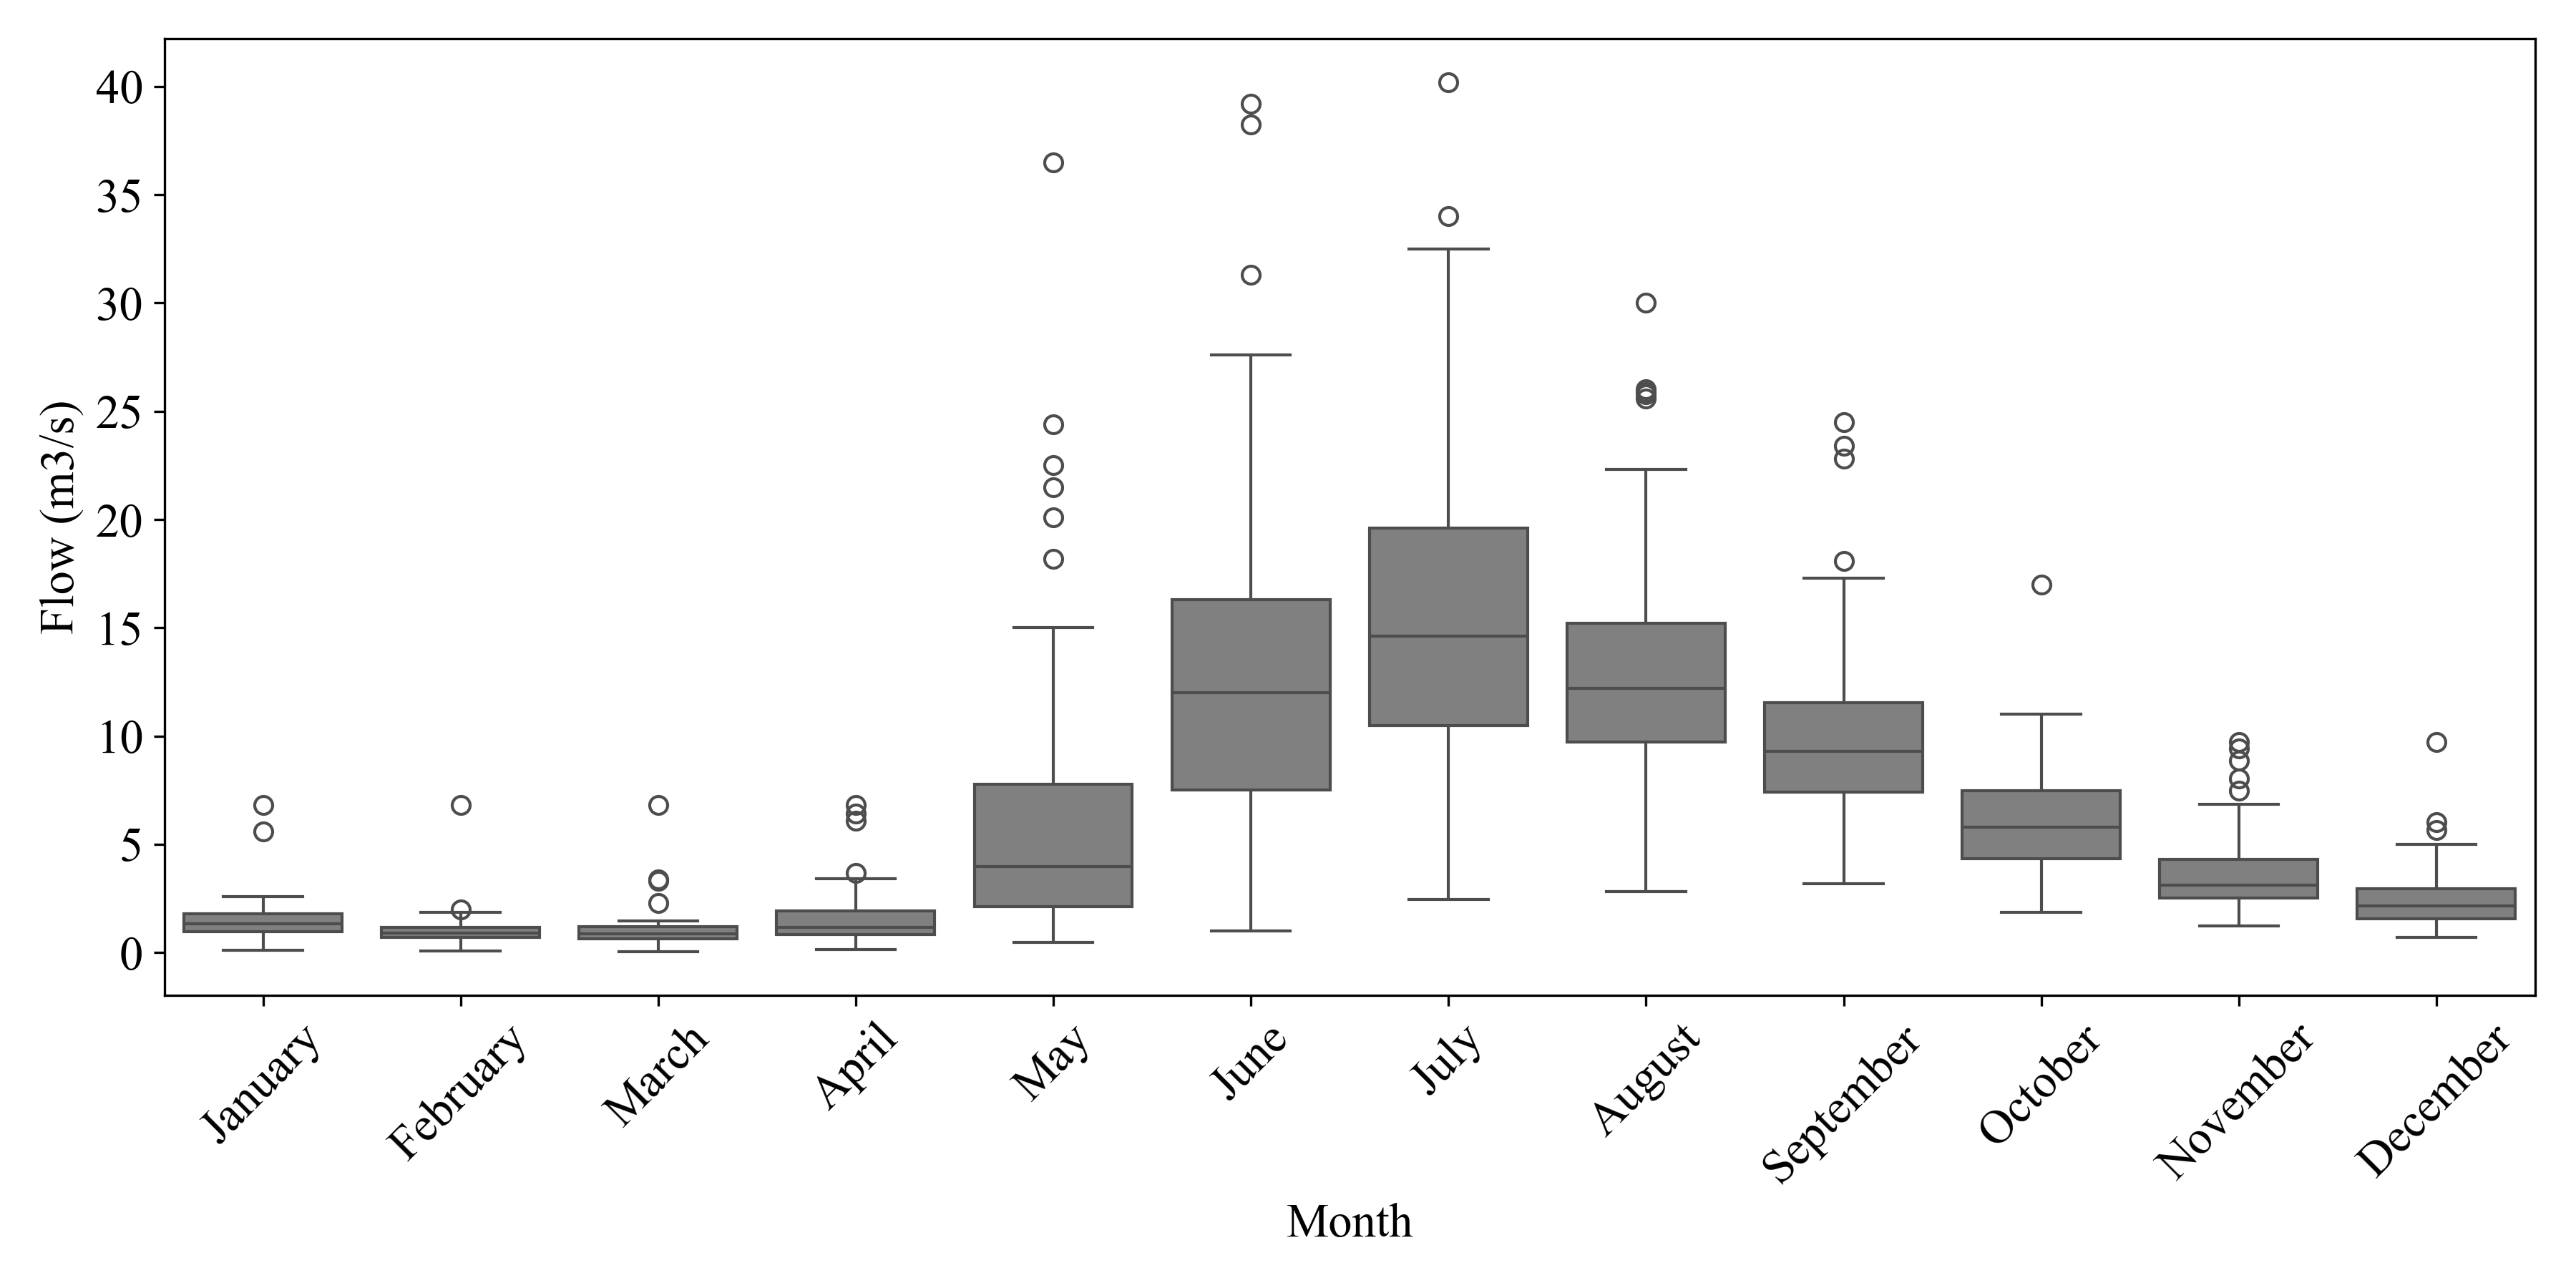 40
35
30
25
20
15
10
5
0
Flow (m3/s)
January
February
March
April
May
June
July
August
September
October
November
December
Month